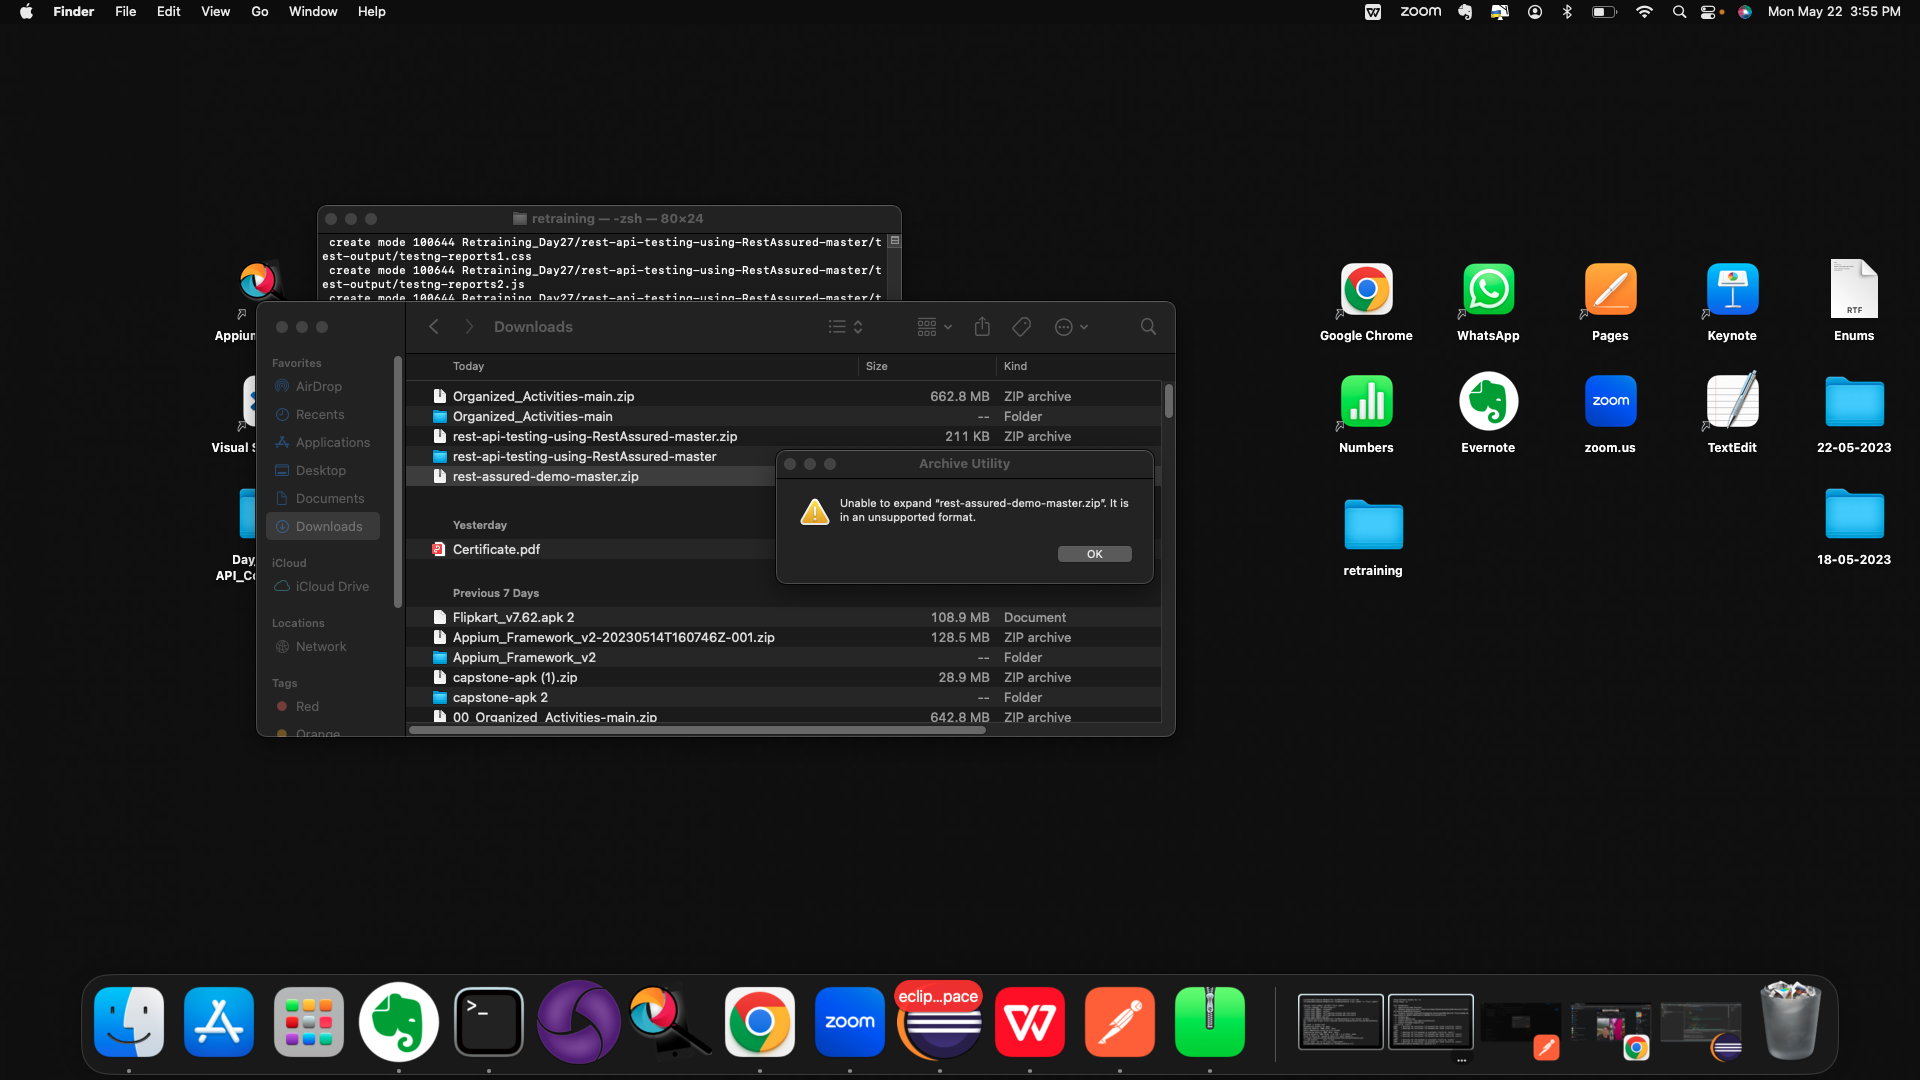 Finder File Edit View Go Window Help
zoom
Mon May 22 3:55 PM
retraining — -zsh — 80×24
create mode 100644 Retraining_Day27/rest-api-testing-using-RestAssured-master/t
est-output/testng-reports1.css
create mode 100644 Retraining_Day27/rest-api-testing-using-RestAssured-master/t
est-output/testng-reports2.js
create mode 100644 Retraining_Day27/rest-api-testing-using-RestAssured-master/t
Appiun
Visual S
Day
API_Co
Downloads
Favorites
AirDrop
Recents
Applications
Desktop
Documents
Downloads
iCloud
iCloud Drive
Locations
Network
Tags
Red
Orange
Today Size Kind
Organized_Activities-main.zip 662.8 MB ZIP archive
Organized_Activities-main -- Folder
rest-api-testing-using-RestAssured-master.zip 211 KB ZIP archive
rest-api-testing-using-RestAssured-master
rest-assured-demo-master.zip
Yesterday
Certificate.pdf
Previous 7 Days
Flipkart_v7.62.apk 2 108.9 MB Document
Appium_Framework_v2-20230514T160746Z-001.zip 128.5 MB ZIP archive
Appium_Framework_v2 -- Folder
capstone-apk (1).zip 28.9 MB ZIP archive
capstone-apk 2 -- Folder
00_Organized_Activities-main.zip 642.8 MB ZIP archive
Archive Utility
Unable to expand “rest-assured-demo-master.zip”. It is
in an unsupported format.
OK
Google Chrome
WhatsApp
Pages
Keynote
RTF
Enums
Numbers
Evernote
zoom
zoom.us
TextEdit
22-05-2023
retraining
18-05-2023
zoom
eclip...pace